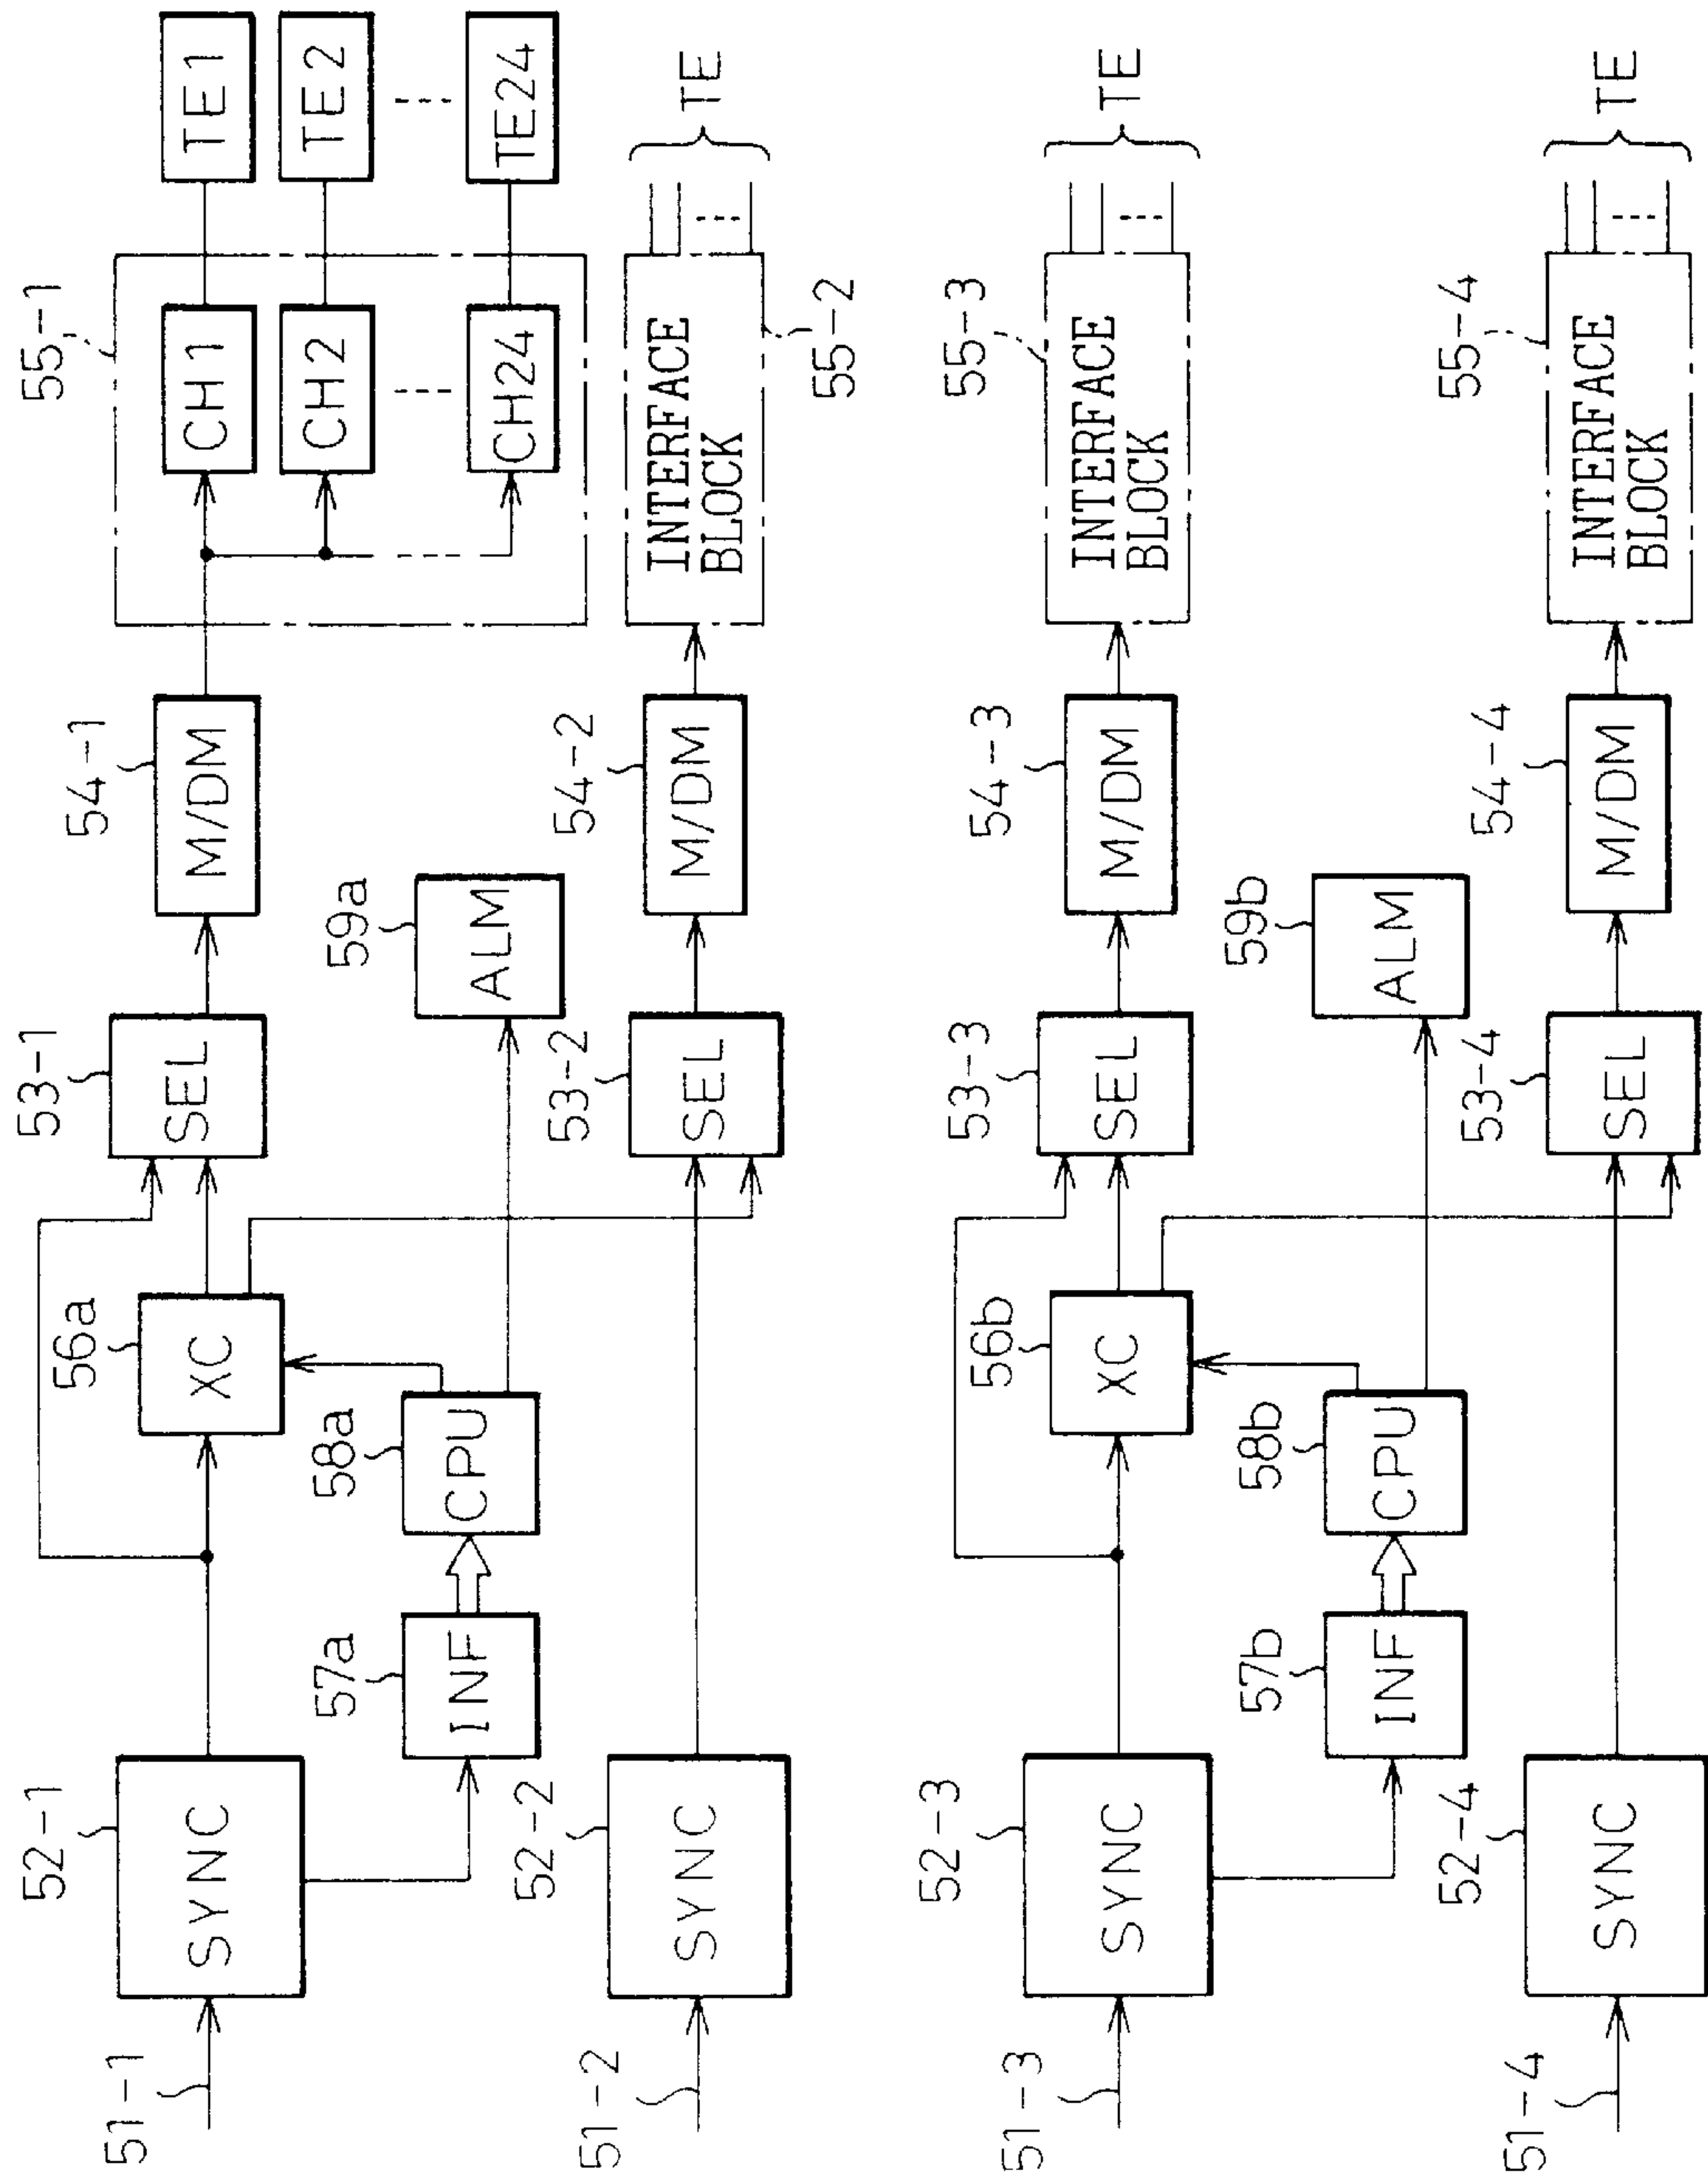 51-1
52-1
SYNC
56a
XC
53-1
SEL
54-1
M/DM
55-1
CH1
TE1
CH2
TE2
CH24
TE24
57a
INF
58a
CPU
59a
ALM
51-2
52-2
SYNC
53-2
SEL
54-2
M/DM
INTERFACE
BLOCK
55-2
TE
51-3
52-3
SYNC
56b
XC
53-3
SEL
54-3
M/DM
55-3
INTERFACE
BLOCK
TE
57b
INF
58b
CPU
59b
ALM
51-4
52-4
SYNC
53-4
SEL
54-4
M/DM
55-4
INTERFACE
BLOCK
TE